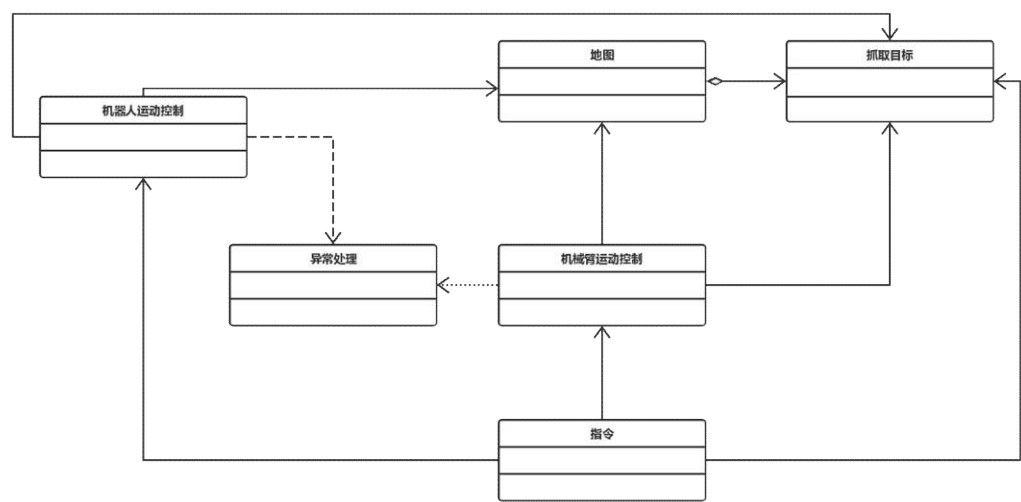 地图
抓取目标
机器人运动控制
异常处理
机械臂运动控制
指令